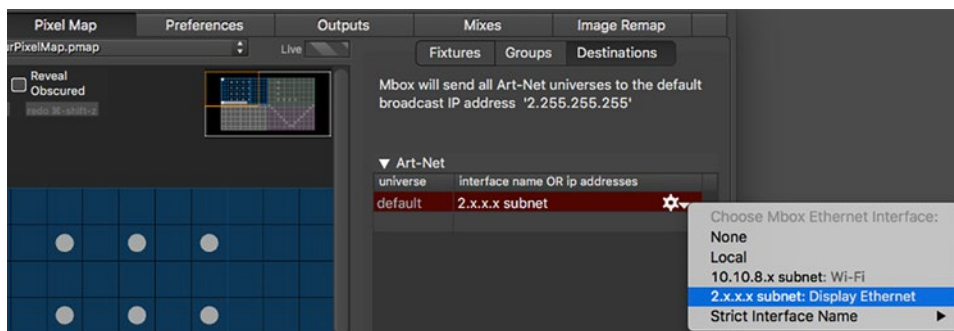 Pixel Map Preferences Outputs Mixes Image Remap
rPixelMap.pmap Live Fixtures Groups Destinations
Reveal
Obscured
redo ⌘-shift-z
Mbox will send all Art-Net universes to the default
broadcast IP address '2.255.255.255'
▼ Art-Net
universe interface name OR ip addresses
default 2.x.x.x subnet
Choose Mbox Ethernet Interface:
None
Local
10.10.8.x subnet: Wi-Fi
2.x.x.x subnet: Display Ethernet
Strict Interface Name